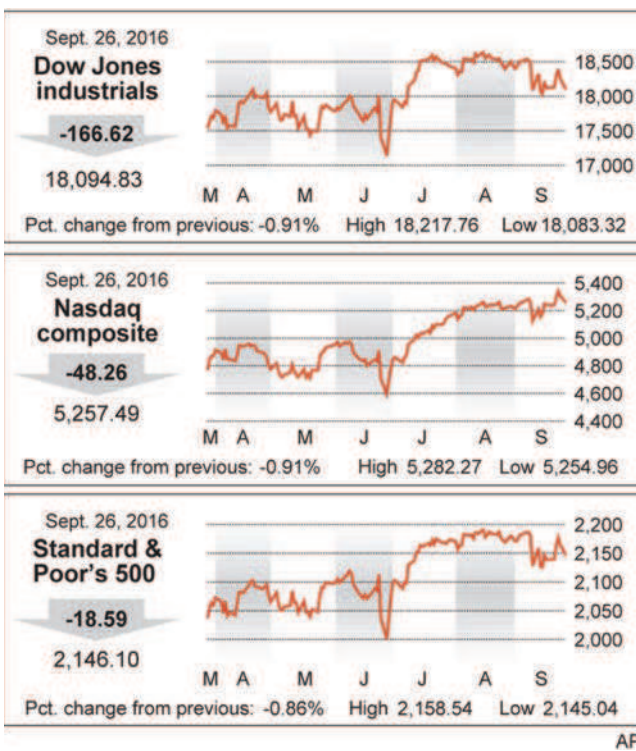 Sept. 26, 2016
Dow Jones
industrials
-166.62
18,094.83
18,500
18,000
17,500
17,000
M A M J J A S
Pct. change from previous: -0.91% High 18,217.76 Low 18,083.32
Sept. 26, 2016
Nasdaq
composite
-48.26
5,257.49
5,400
5,200
5,000
4,800
4,600
4,400
M A M J J A S
Pct. change from previous: -0.91% High 5,282.27 Low 5,254.96
Sept. 26, 2016
Standard &
Poor's 500
-18.59
2,146.10
2,200
2,150
2,100
2,050
2,000
M A M J J A S
Pct. change from previous: -0.86% High 2,158.54 Low 2,145.04
AP